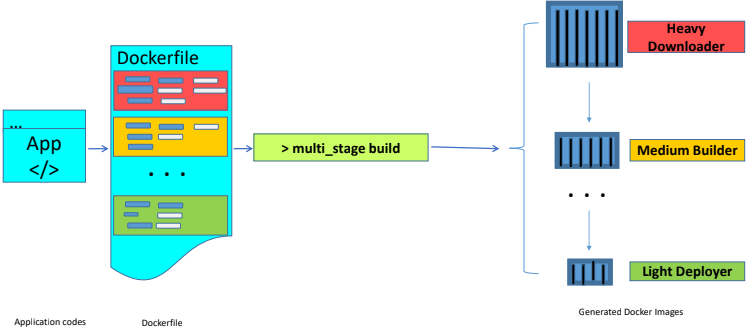 Dockerfile
...
App
</>
. . .
> multi_stage build
Heavy
Downloader
Medium Builder
. . .
Light Deployer
Application codes
Dockerfile
Generated Docker Images